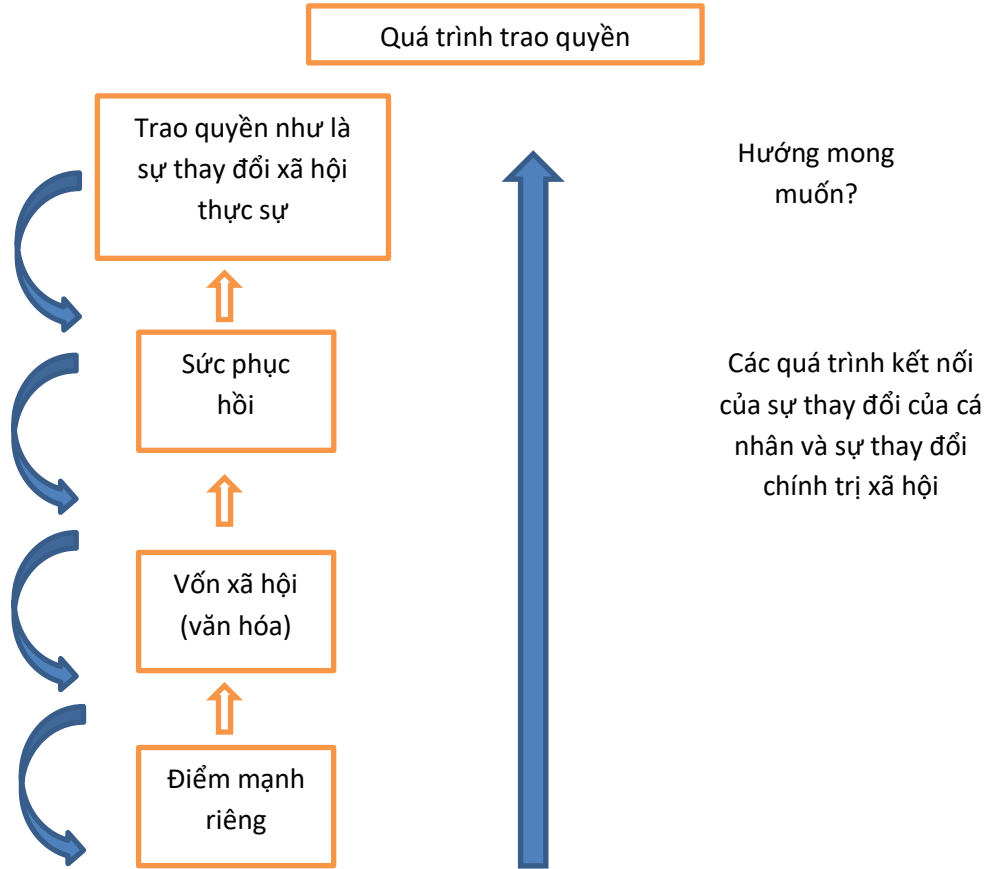 Quá trình trao quyền
Trao quyền như là
sự thay đổi xã hội
thực sự
Hướng mong
muốn?
Sức phục
hồi
Các quá trình kết nối
của sự thay đổi của cá
nhân và sự thay đổi
chính trị xã hội
Vốn xã hội
(văn hóa)
Điểm mạnh
riêng